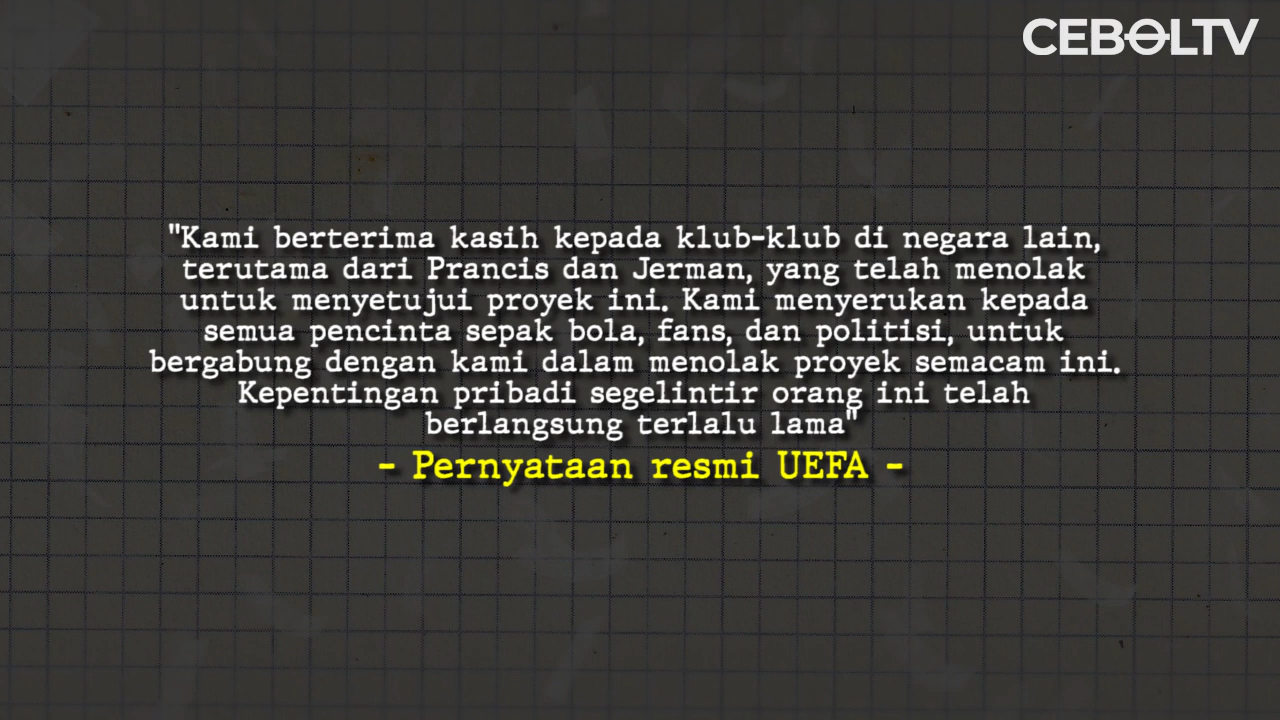 CEBOLTV
"Kami berterima kasih kepada klub-klub di negara lain,
terutama dari Prancis dan Jerman, yang telah menolak
untuk menyetujui proyek ini. Kami menyerukan kepada
semua pencinta sepak bola, fans, dan politisi, untuk
bergabung dengan kami dalam menolak proyek semacam ini.
Kepentingan pribadi segelintir orang ini telah
berlangsung terlalu lama"
- Pernyataan resmi UEFA -